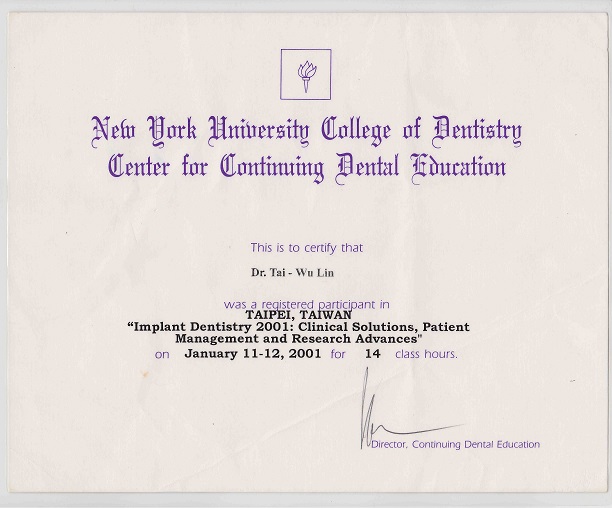 New York University College of Dentistry
Center for Continuing Dental Education
This is to certify that
Dr. Tai - Wu Lin
was a registered participant in
TAIPEI, TAIWAN
“Implant Dentistry 2001: Clinical Solutions, Patient
Management and Research Advances"
on January 11-12, 2001 for 14 class hours.
Director, Continuing Dental Education